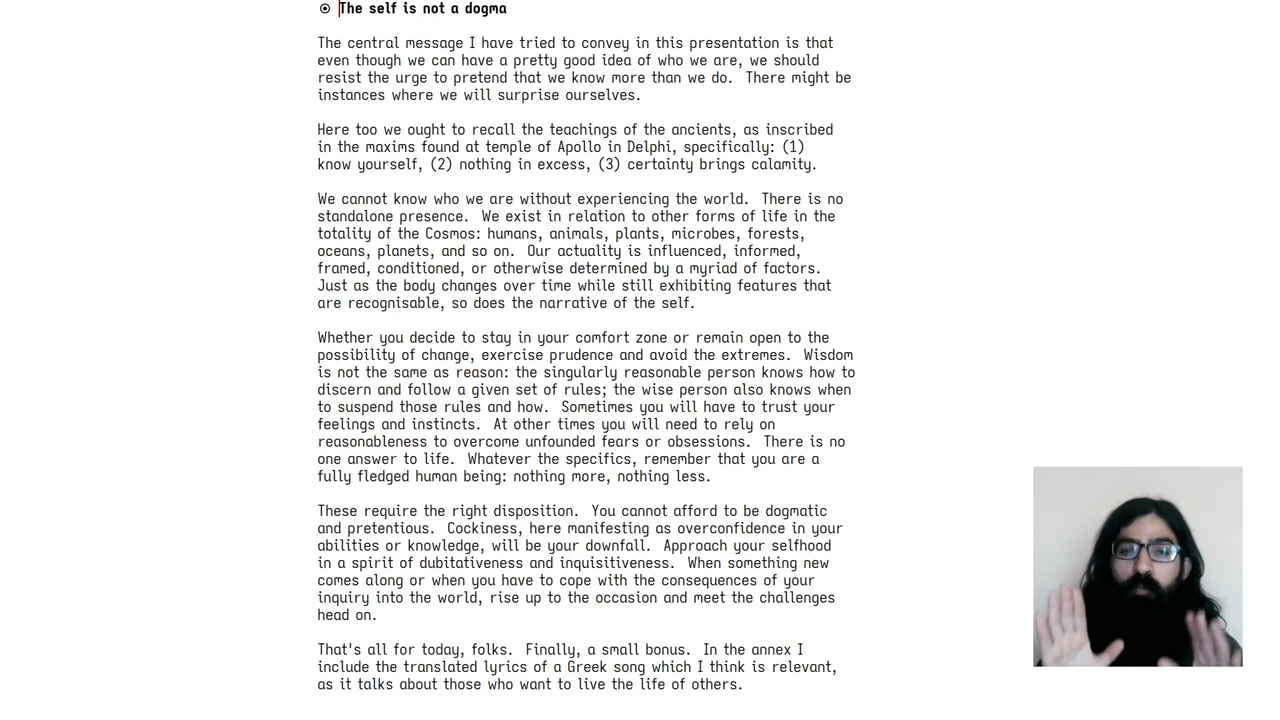 The self is not a dogma
The central message I have tried to convey in this presentation is that
even though we can have a pretty good idea of who we are, we should
resist the urge to pretend that we know more than we do.  There might be
instances where we will surprise ourselves.
Here too we ought to recall the teachings of the ancients, as inscribed
in the maxims found at temple of Apollo in Delphi, specifically: (1)
know yourself, (2) nothing in excess, (3) certainty brings calamity.
We cannot know who we are without experiencing the world.  There is no
standalone presence.  We exist in relation to other forms of life in the
totality of the Cosmos: humans, animals, plants, microbes, forests,
oceans, planets, and so on.  Our actuality is influenced, informed,
framed, conditioned, or otherwise determined by a myriad of factors.
Just as the body changes over time while still exhibiting features that
are recognisable, so does the narrative of the self.
Whether you decide to stay in your comfort zone or remain open to the
possibility of change, exercise prudence and avoid the extremes.  Wisdom
is not the same as reason: the singularly reasonable person knows how to
discern and follow a given set of rules; the wise person also knows when
to suspend those rules and how.  Sometimes you will have to trust your
feelings and instincts.  At other times you will need to rely on
reasonableness to overcome unfounded fears or obsessions.  There is no
one answer to life.  Whatever the specifics, remember that you are a
fully fledged human being: nothing more, nothing less.
These require the right disposition.  You cannot afford to be dogmatic
and pretentious.  Cockiness, here manifesting as overconfidence in your
abilities or knowledge, will be your downfall.  Approach your selfhood
in a spirit of dubitativeness and inquisitiveness.  When something new
comes along or when you have to cope with the consequences of your
inquiry into the world, rise up to the occasion and meet the challenges
head on.
That's all for today, folks.  Finally, a small bonus.  In the annex I
include the translated lyrics of a Greek song which I think is relevant,
as it talks about those who want to live the life of others.